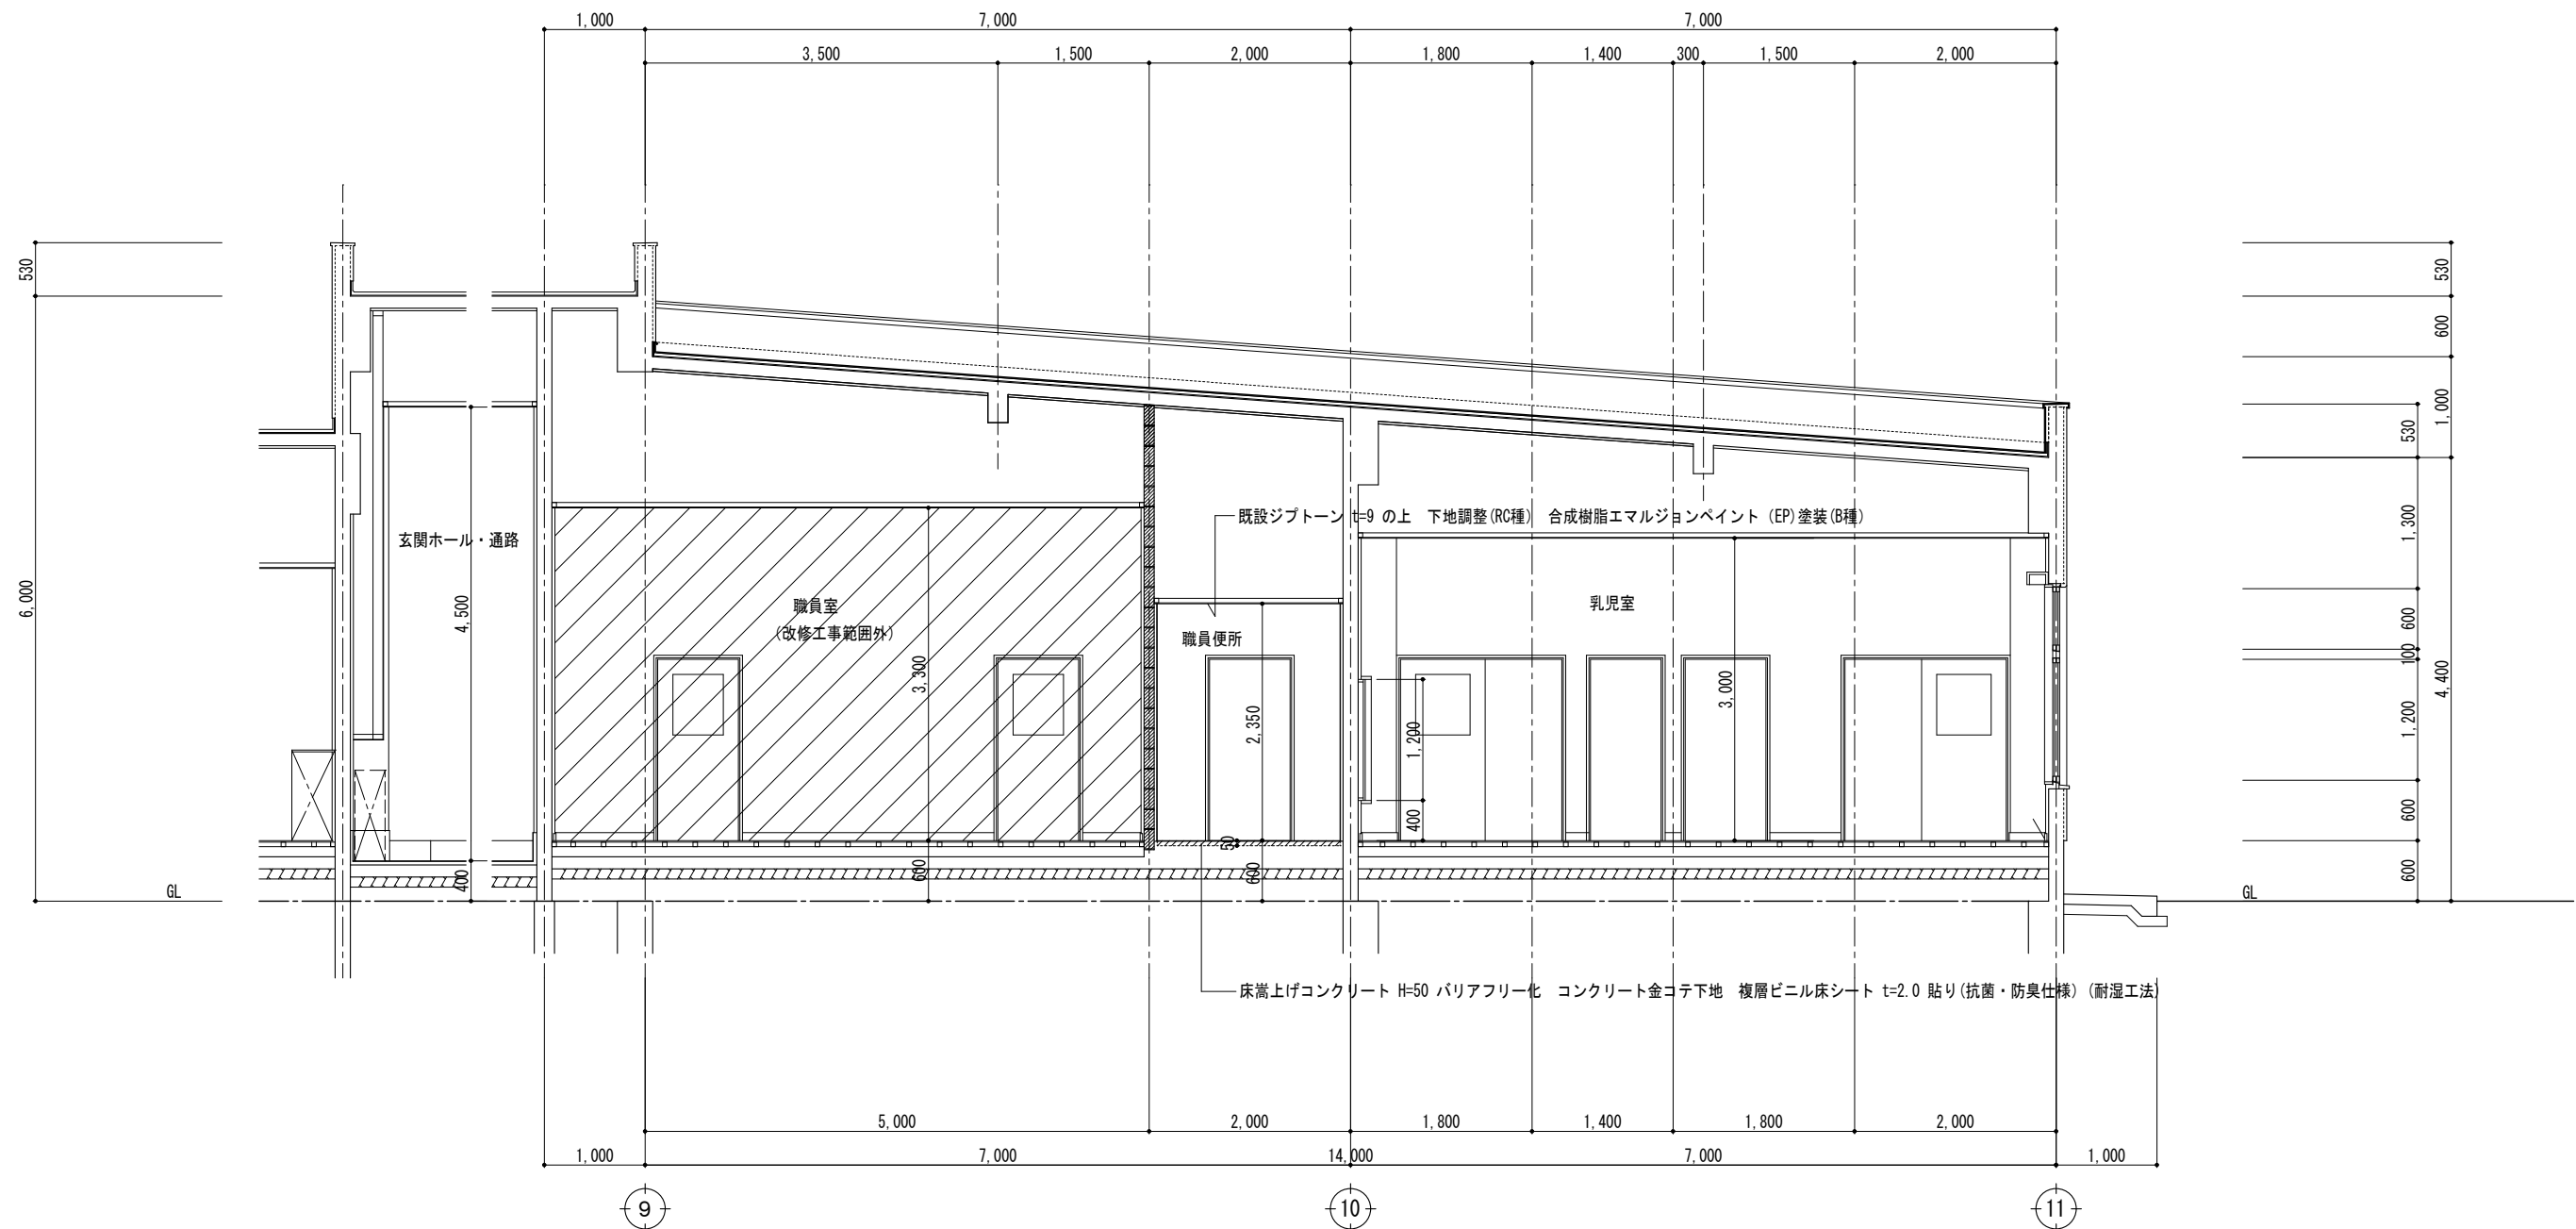 1,000 7,000 7,000
3,500 1,500 2,000 1,800 1,400 300 1,500 2,000
530
6,000
530
600
1,000
4,400
530
1,300
600
100
1,200
600
600
既設ジプトーン t=9 の上 下地調整(RC種) 合成樹脂エマルジョンペイント (EP)塗装(B種)
玄関ホール・通路
4,500
400
職員室
(改修工事範囲外)
3,300
600
職員便所
2,350
50
600
乳児室
1,200
400
3,000
GL
GL
床嵩上げコンクリート H=50 バリアフリー化 コンクリート金コテ下地 複層ビニル床シート t=2.0 貼り(抗菌・防臭仕様) (耐湿工法)
5,000 2,000 1,800 1,400 1,800 2,000
1,000 7,000 14,000 7,000 1,000
9 10 11